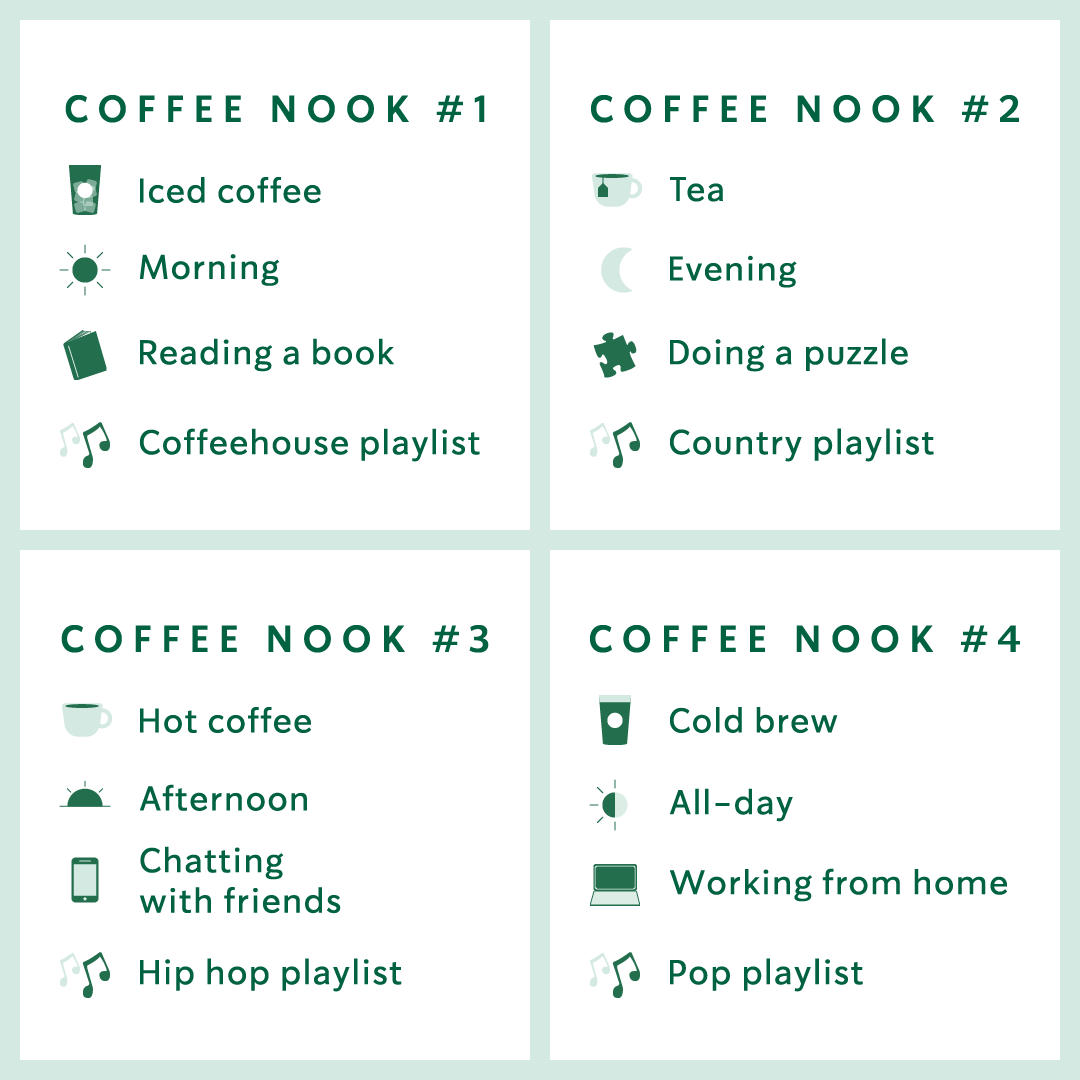 COFFEE NOOK #1
Iced coffee
Morning
Reading a book
Coffeehouse playlist
COFFEE NOOK #2
Tea
Evening
Doing a puzzle
Country playlist
COFFEE NOOK #3
Hot coffee
Afternoon
Chatting
with friends
Hip hop playlist
COFFEE NOOK #4
Cold brew
All-day
Working from home
Pop playlist